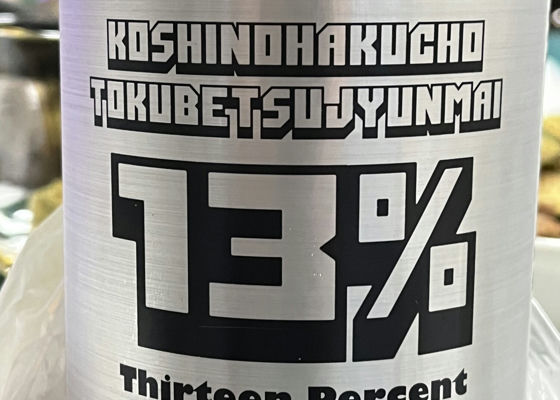 KOSHINOHAKUCHO
TOKUBETSUJYUNMAI
13%
Thirteen Percent